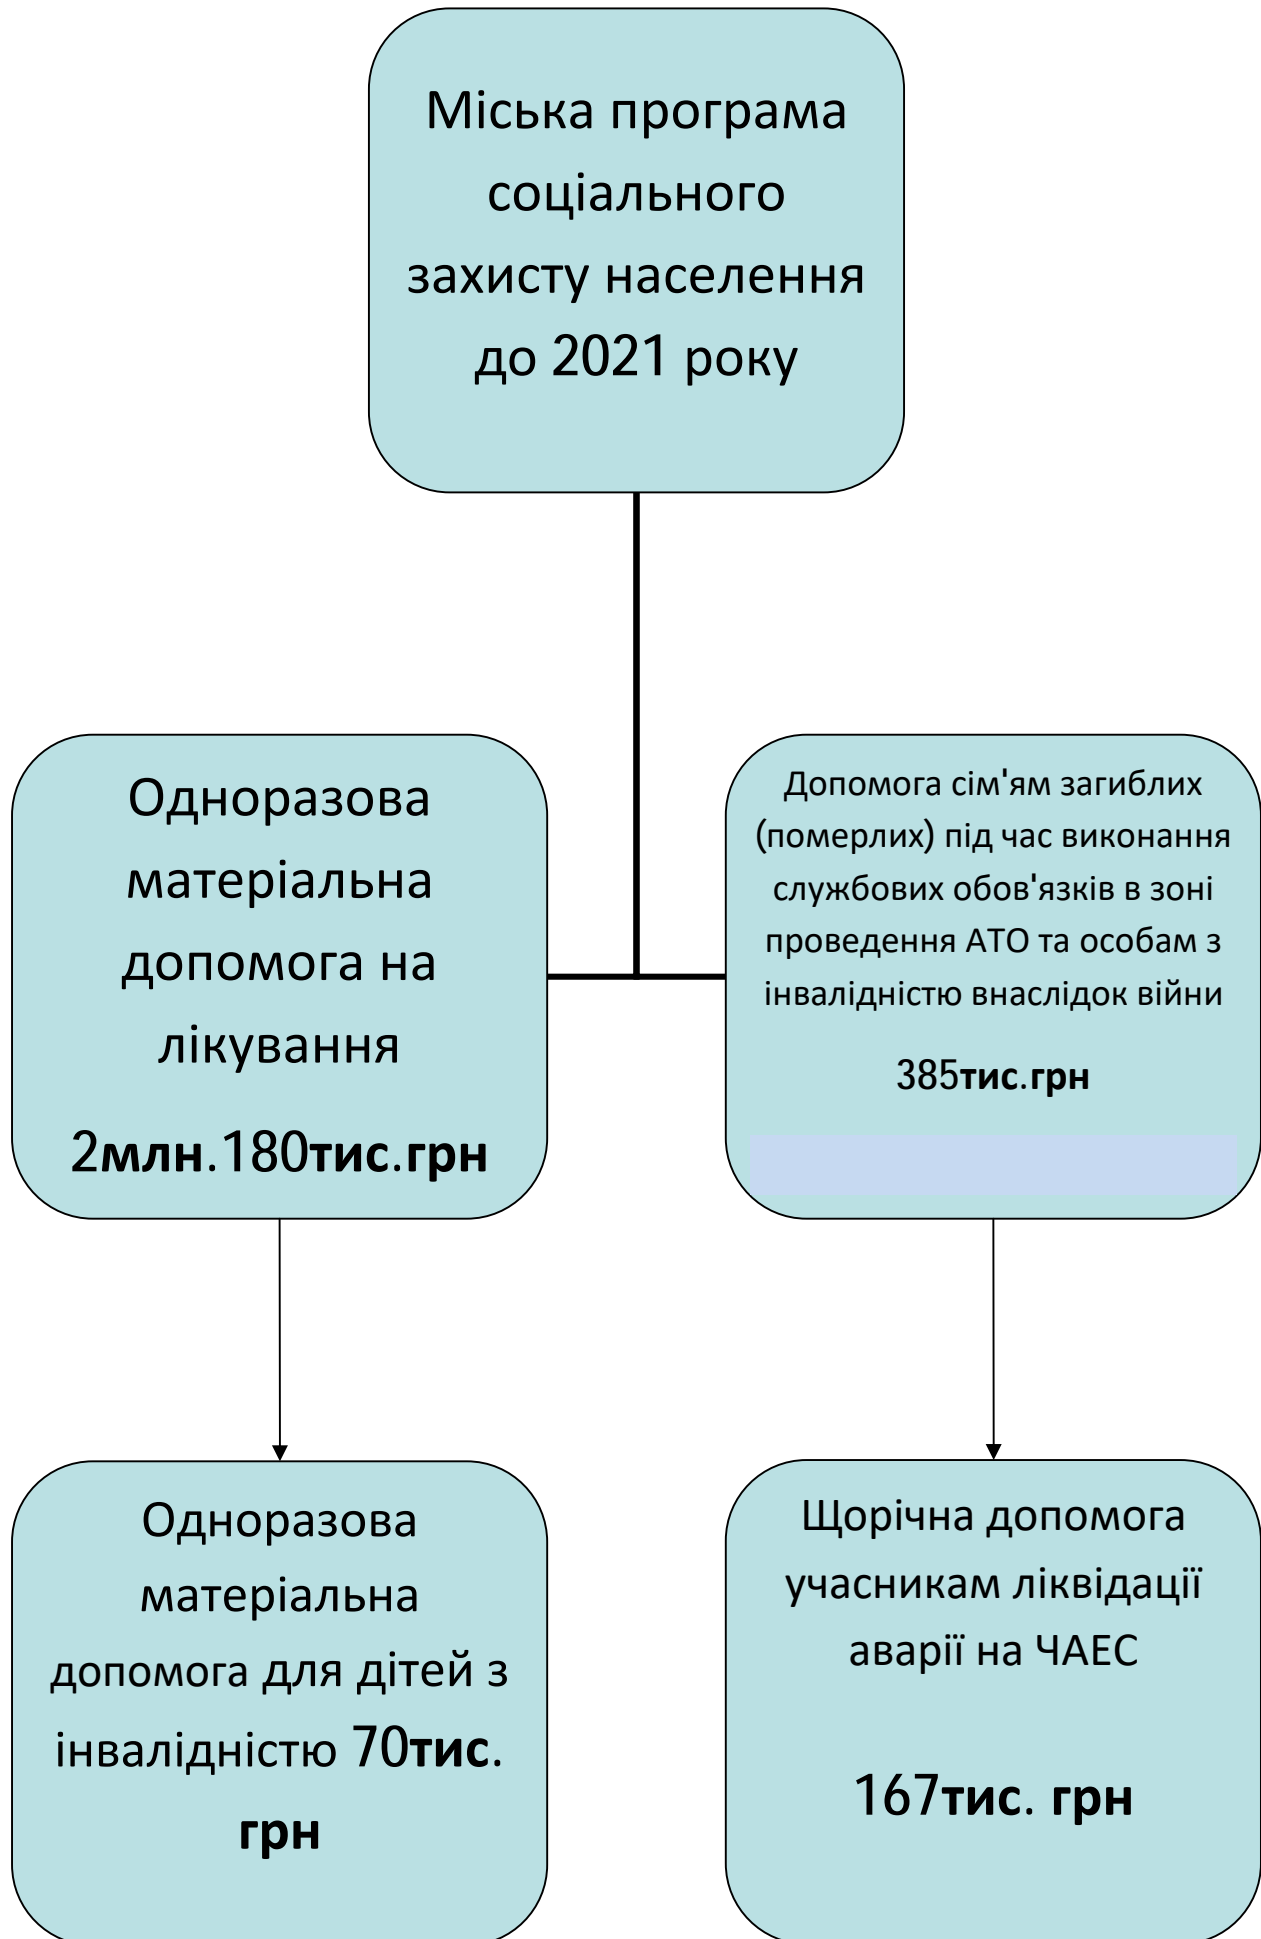 Міська програма
соціального
захисту населення
до 2021 року
Одноразова
матеріальна
допомога на
лікування
2млн.180тис.грн
Допомога сім'ям загиблих
(померлих) під час виконання
службових обов'язків в зоні
проведення АТО та особам з
інвалідністю внаслідок війни
385тис.грн
Одноразова
матеріальна
допомога для дітей з
інвалідністю 70тис.
грн
Щорічна допомога
учасникам ліквідації
аварії на ЧАЕС
167тис. грн